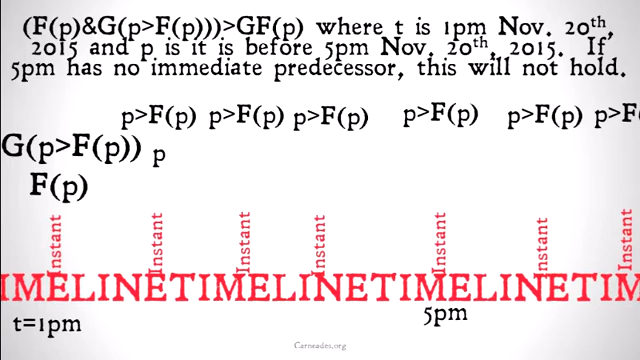 (F(p)&G(p>F(p)))>GF(p) where t is 1pm Nov. 20th,
2015 and p is it is before 5pm Nov. 20th, 2015. If
5pm has no immediate predecessor, this will not hold.
p>F(p) p>F(p) p>F(p) p>F(p) p>F(p) p>F(
G(p>F(p)) p
F(p)
Instant Instant Instant Instant Instant Instant Instant
IMELINETIMELINETIMELINETIMELINETIM
t=1pm 5pm
Carneades.org